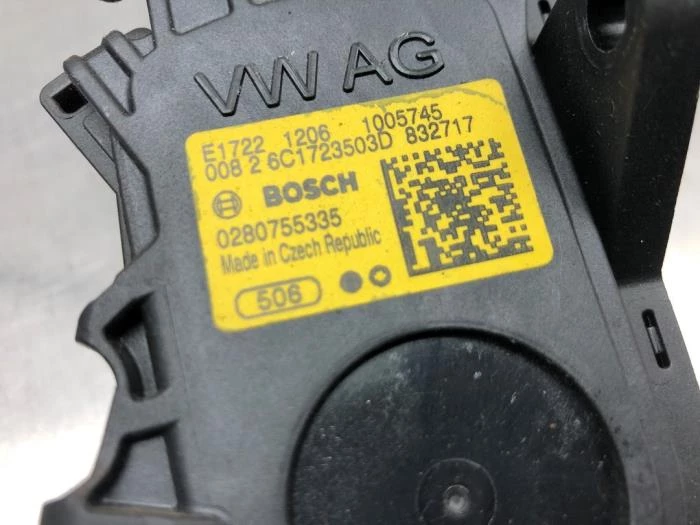 VW AG
E1722 1206 1005745
008 2 6C1723503D 832717
BOSCH
0280755335
Made in Czech Republic
506